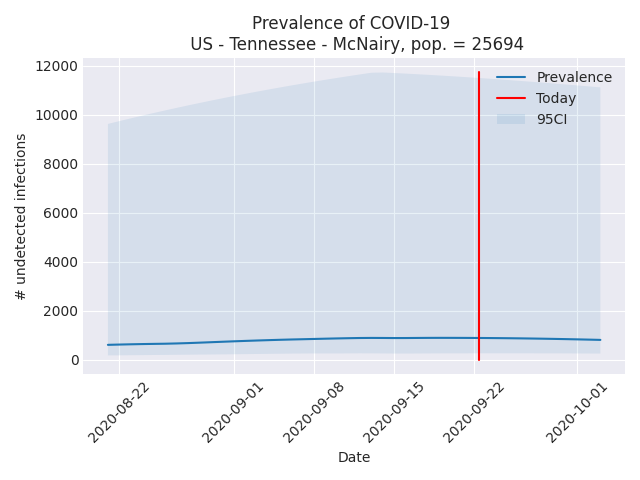 Prevalence of COVID-19
US - Tennessee - McNairy, pop. = 25694
12000
10000
8000
6000
4000
2000
0
# undetected infections
Prevalence
Today
95CI
2020-08-22
2020-09-01
2020-09-08
2020-09-15
2020-09-22
2020-10-01
Date